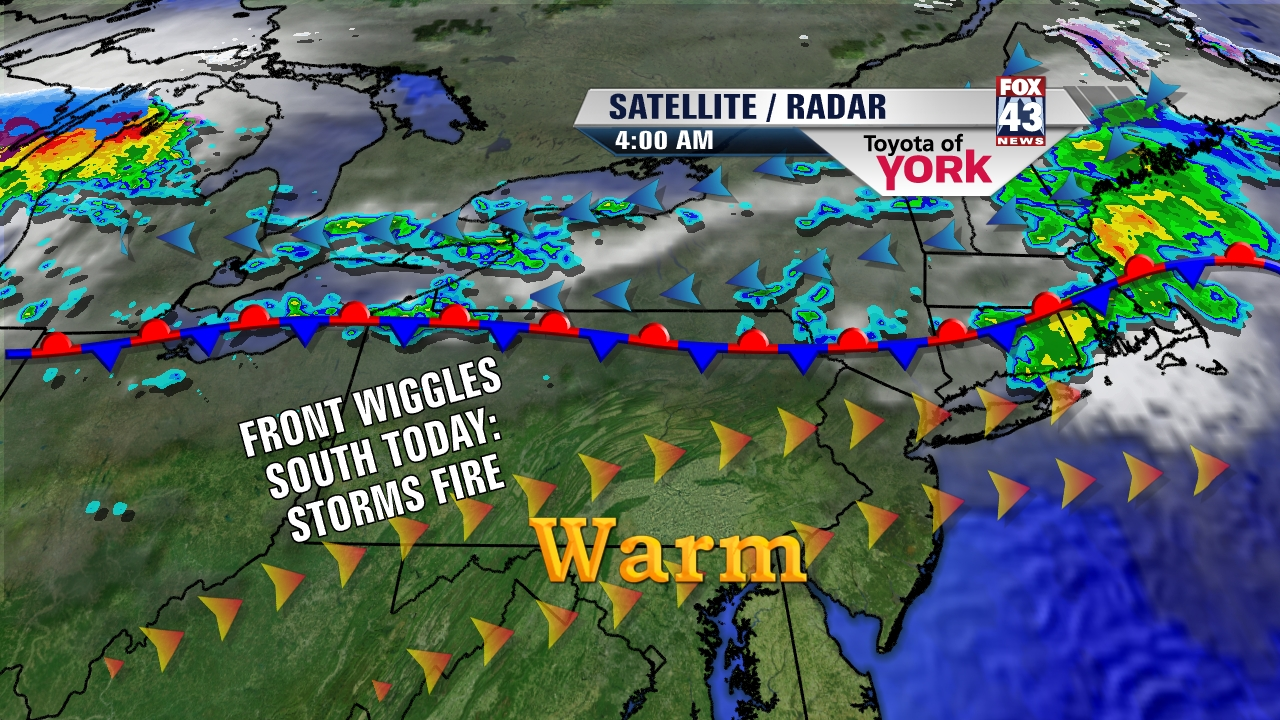 SATELLITE / RADAR
4:00 AM
FOX
43
NEWS
Toyota of
YORK
FRONT WIGGLES
SOUTH TODAY:
STORMS FIRE
Warm